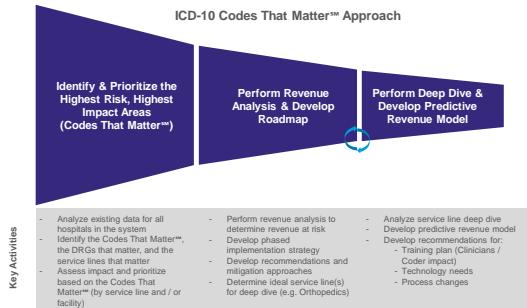 ICD-10 Codes That Matter℠ Approach
Identify & Prioritize the
Highest Risk, Highest
Impact Areas
(Codes That Matter℠)
Perform Revenue
Analysis & Develop
Roadmap
Perform Deep Dive &
Develop Predictive
Revenue Model
Key Activities
- Analyze existing data for all
hospitals in the system
- Identify the Codes That Matter℠,
the DRGs that matter, and the
service lines that matter
- Assess impact and prioritize
based on the Codes That
Matter℠ (by service line and / or
facility)
- Perform revenue analysis to
determine revenue at risk
- Develop phased
implementation strategy
- Develop recommendations and
mitigation approaches
- Determine ideal service line(s)
for deep dive (e.g. Orthopedics)
- Analyze service line deep dive
- Develop predictive revenue model
- Develop recommendations for:
- Training plan (Clinicians /
Coder impact)
- Technology needs
- Process changes